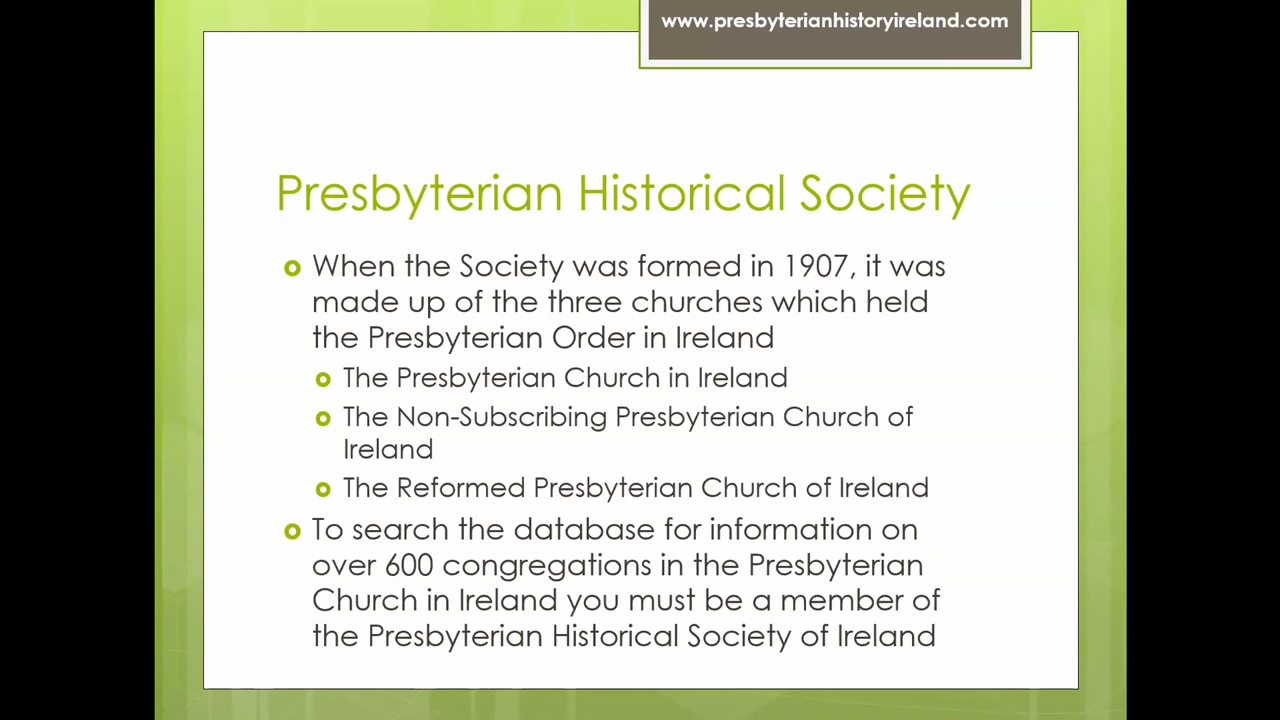 www.presbyterianhistoryireland.com
Presbyterian Historical Society
When the Society was formed in 1907, it was
made up of the three churches which held
the Presbyterian Order in Ireland
The Presbyterian Church in Ireland
The Non-Subscribing Presbyterian Church of
Ireland
The Reformed Presbyterian Church of Ireland
To search the database for information on
over 600 congregations in the Presbyterian
Church in Ireland you must be a member of
the Presbyterian Historical Society of Ireland